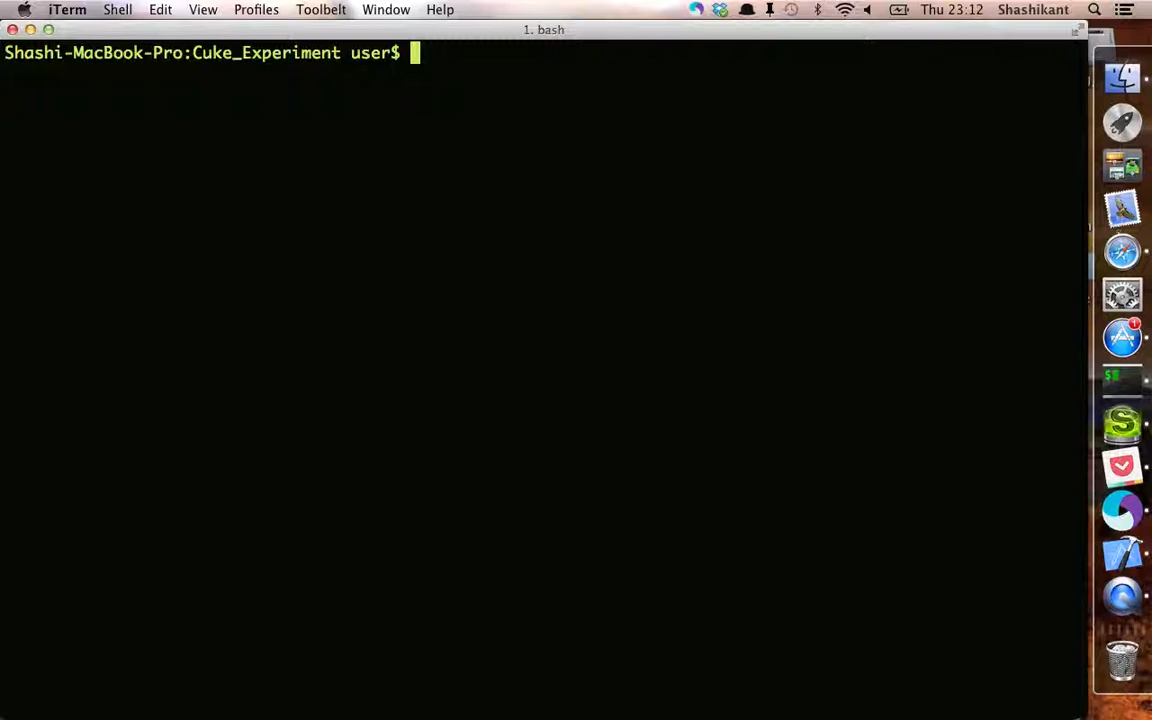 iTerm Shell Edit View Profiles Toolbelt Window Help Thu 23:12 Shashikant
1. bash
Shashi-MacBook-Pro:Cuke_Experiment user$
1
$
S